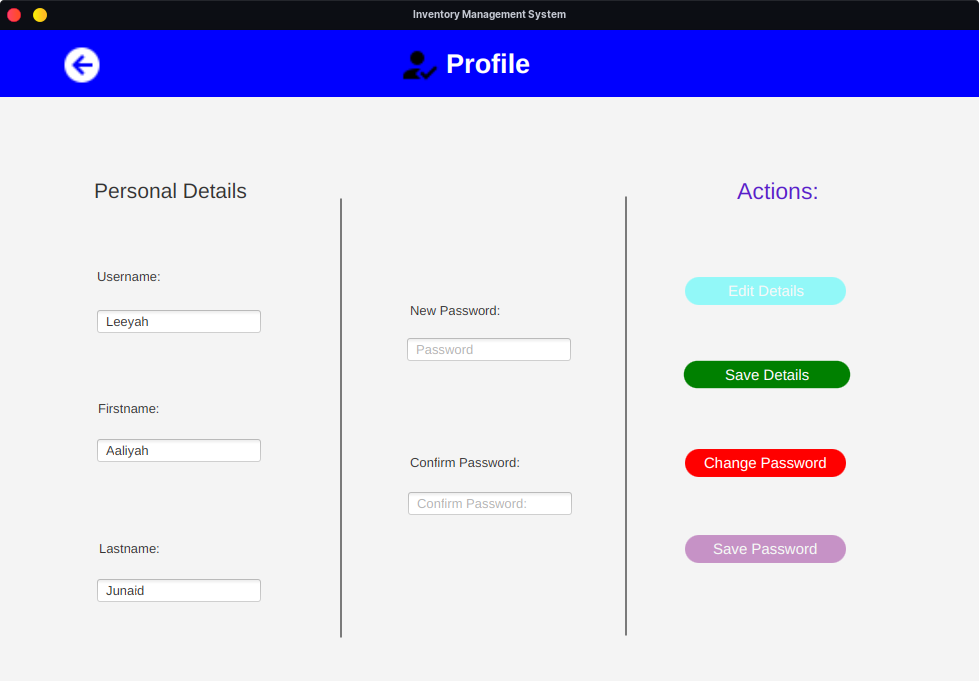 Inventory Management System
Profile
Personal Details
Username:
Leeyah
Firstname:
Aaliyah
Lastname:
Junaid
New Password:
Password
Confirm Password:
Confirm Password:
Actions:
Edit Details
Save Details
Change Password
Save Password